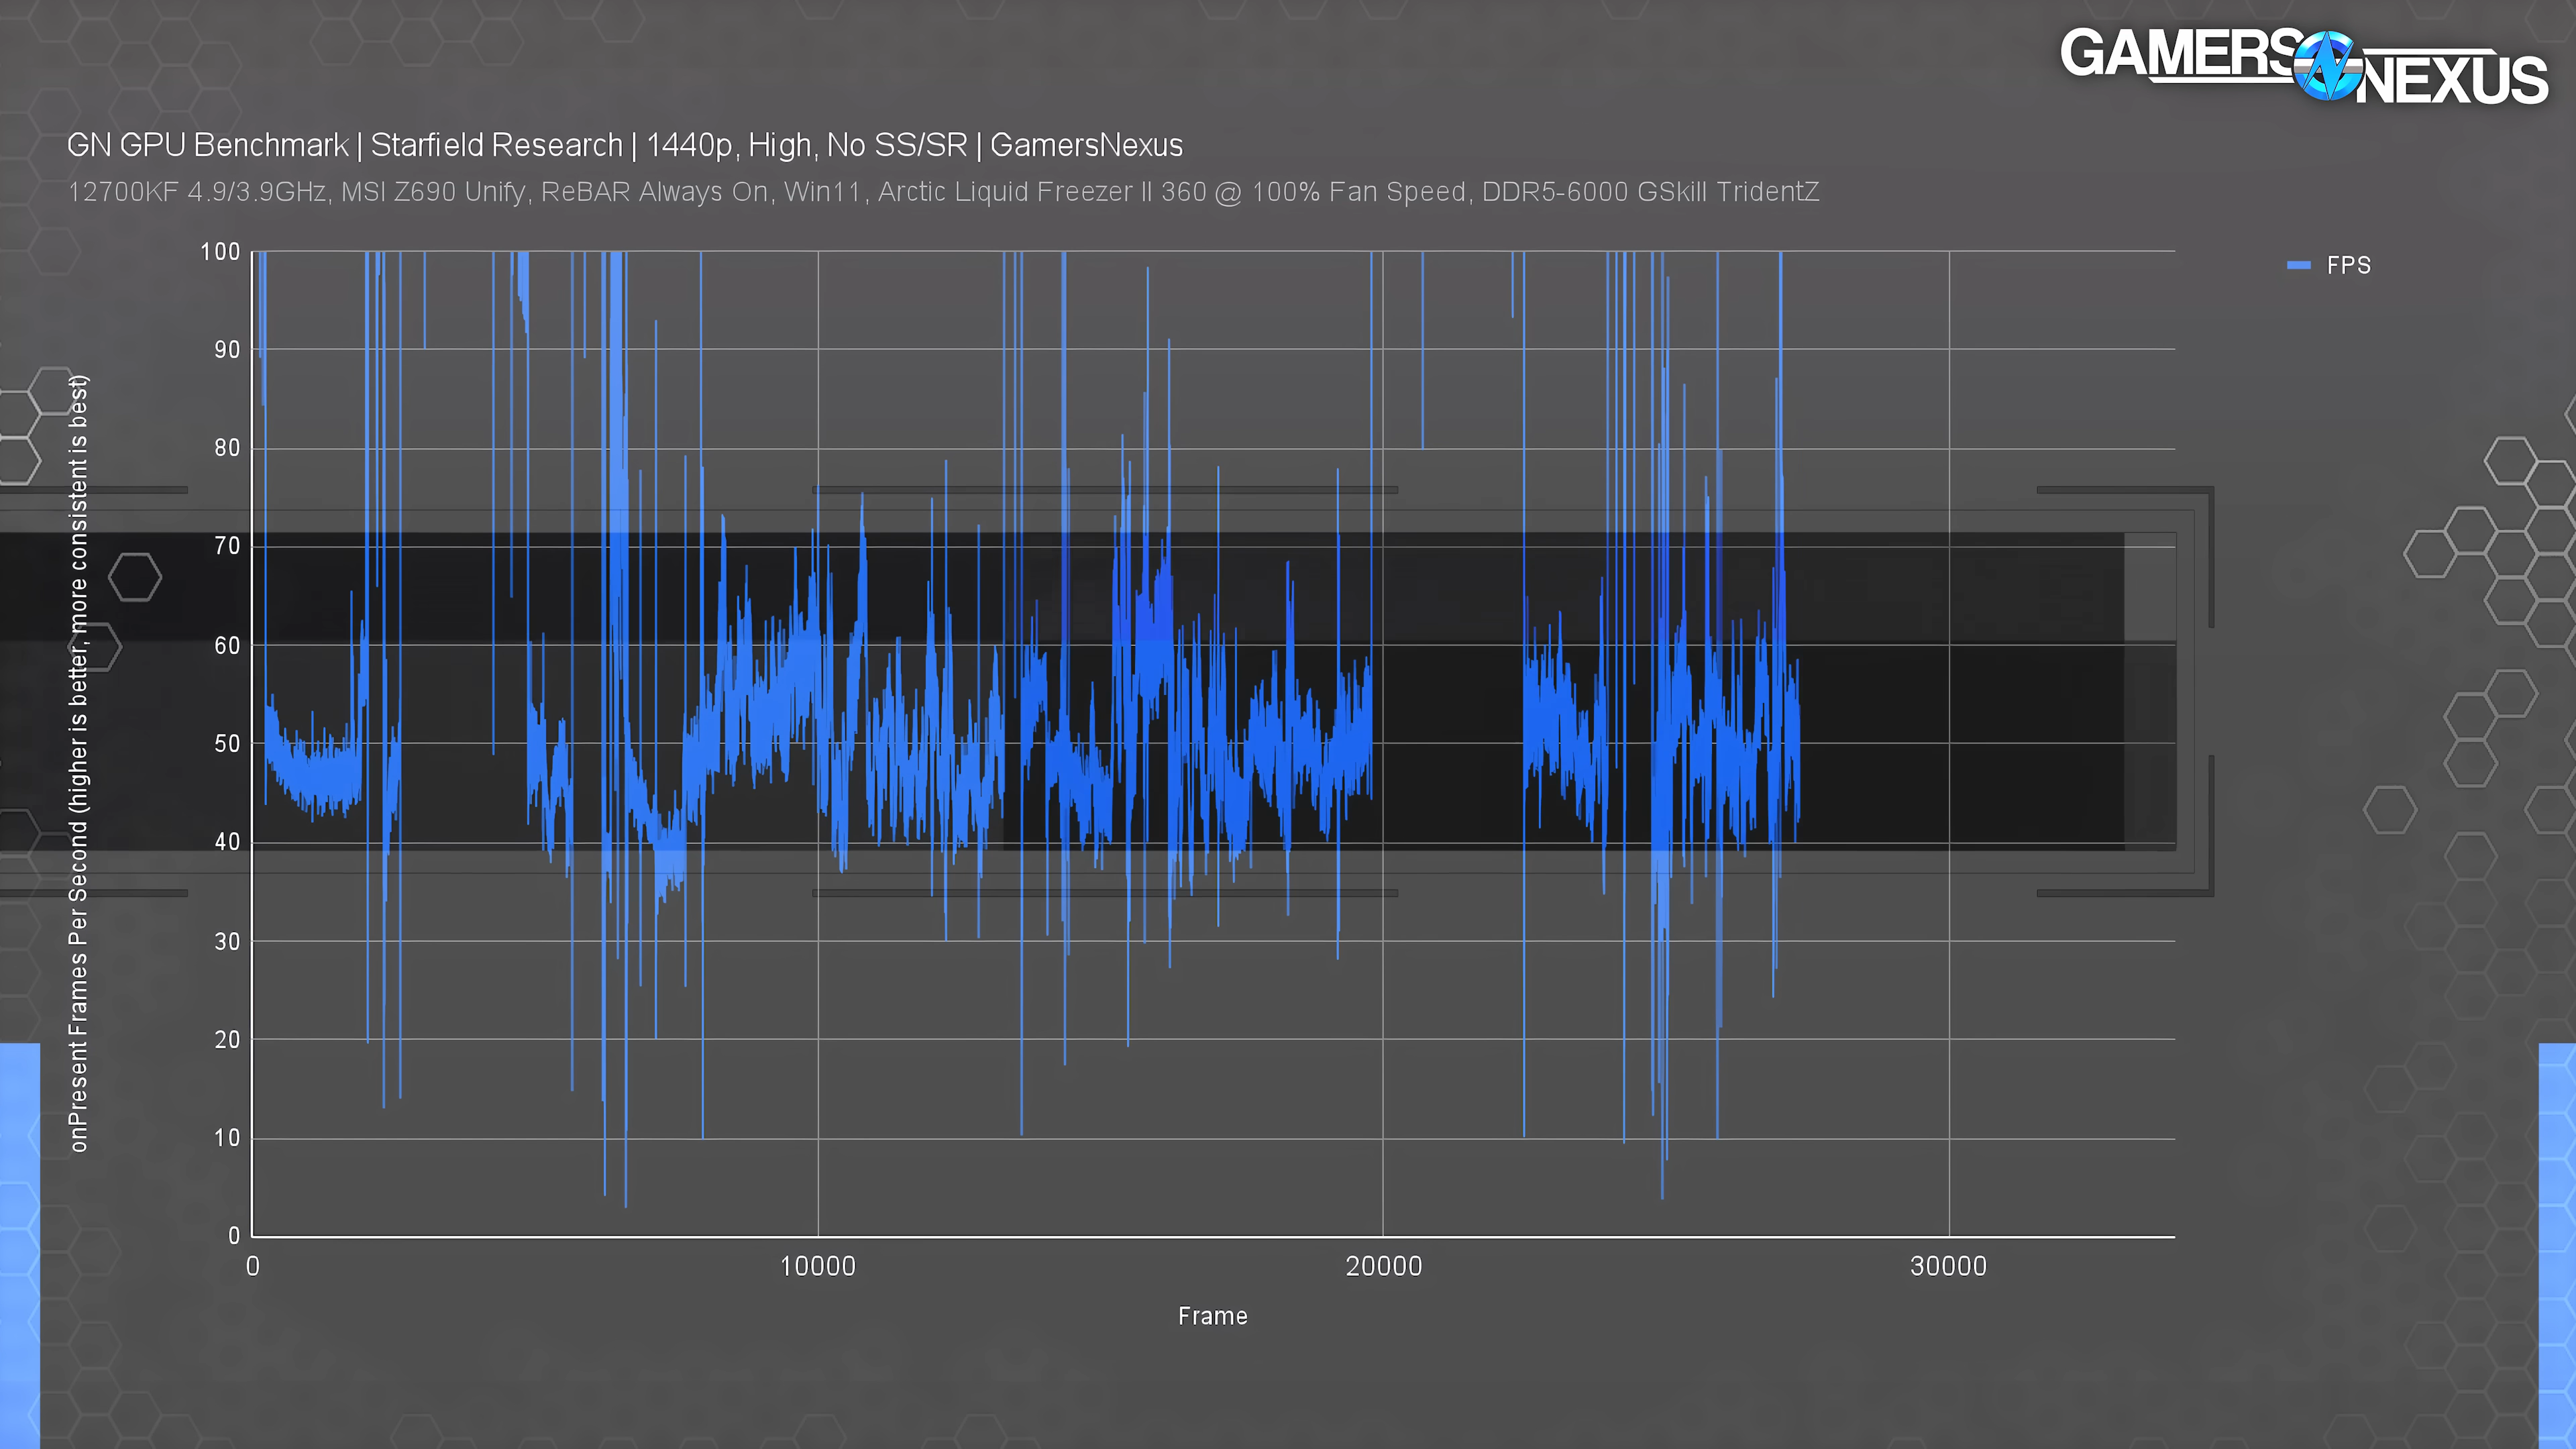 GAMERS NEXUS
GN GPU Benchmark | Starfield Research | 1440p, High, No SS/SR | GamersNexus
12700KF 4.9/3.9GHz, MSI Z690 Unify, ReBAR Always On, Win11, Arctic Liquid Freezer II 360 @ 100% Fan Speed, DDR5-6000 GSkill TridentZ
FPS
onPresent Frames Per Second (higher is better, more consistent is best)
100
90
80
70
60
50
40
30
20
10
0
0 10000 20000 30000
Frame